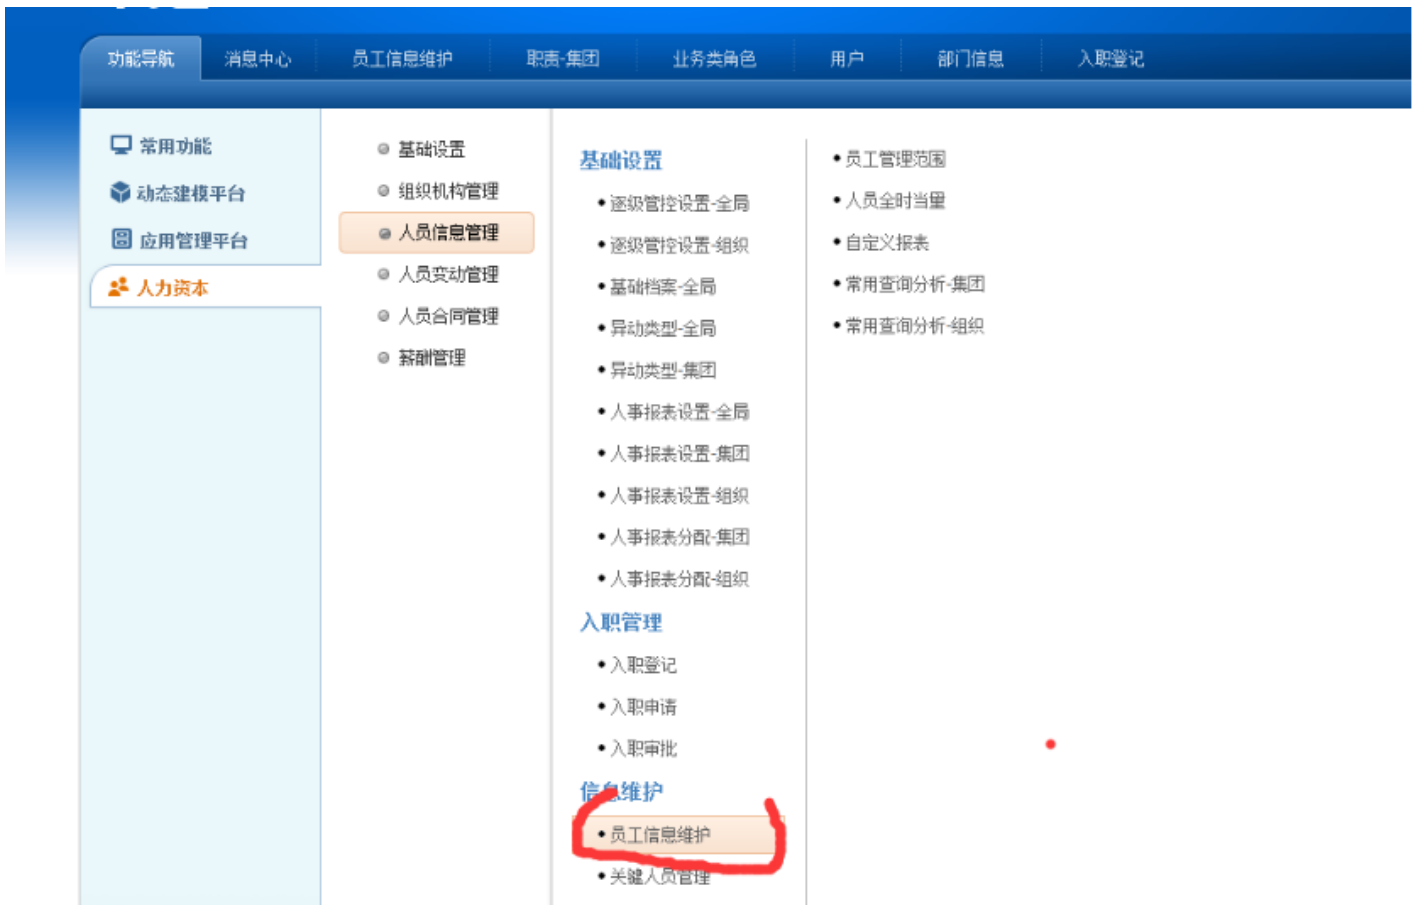 功能导航 消息中心 员工信息维护 职责-集团 业务类角色 用户 部门信息 入职登记
常用功能
动态建模平台
应用管理平台
人力资本
基础设置
组织机构管理
人员信息管理
人员变动管理
人员合同管理
薪酬管理
基础设置
•逐级管控设置-全局
•逐级管控设置-组织
•基础档案-全局
•异动类型-全局
•异动类型-集团
•人事报表设置-全局
•人事报表设置-集团
•人事报表设置-组织
•人事报表分配-集团
•人事报表分配-组织
入职管理
•入职登记
•入职申请
•入职审批
信息维护
•员工信息维护
•关键人员管理
•员工管理范围
•人员全时当量
•自定义报表
•常用查询分析-集团
•常用查询分析-组织